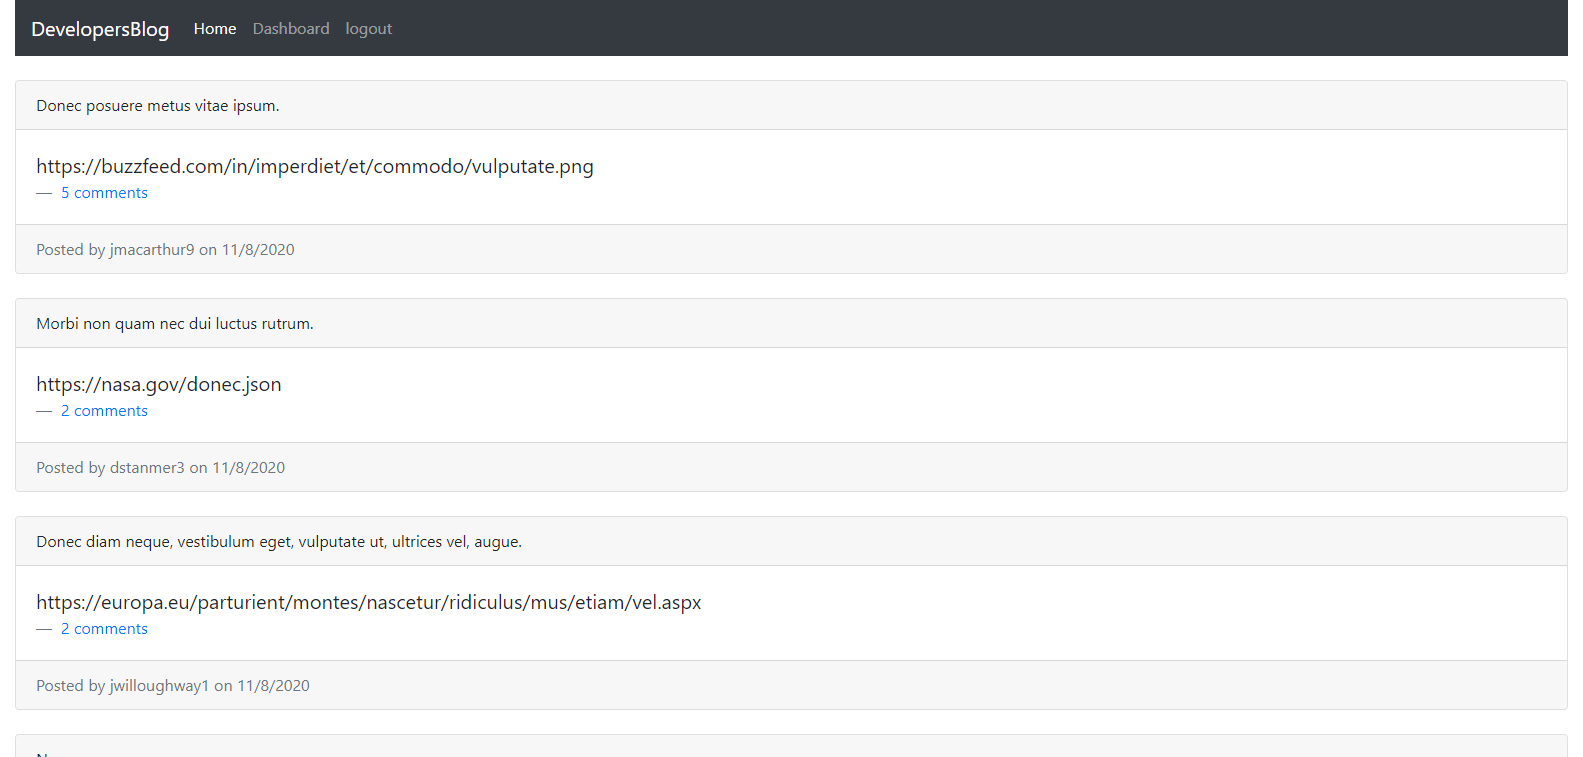 DevelopersBlog Home Dashboard logout
Donec posuere metus vitae ipsum.
https://buzzfeed.com/in/imperdiet/et/commodo/vulputate.png
— 5 comments
Posted by jmacarthur9 on 11/8/2020
Morbi non quam nec dui luctus rutrum.
https://nasa.gov/donec.json
— 2 comments
Posted by dstanmer3 on 11/8/2020
Donec diam neque, vestibulum eget, vulputate ut, ultrices vel, augue.
https://europa.eu/parturient/montes/nascetur/ridiculus/mus/etiam/vel.aspx
— 2 comments
Posted by jwilloughway1 on 11/8/2020